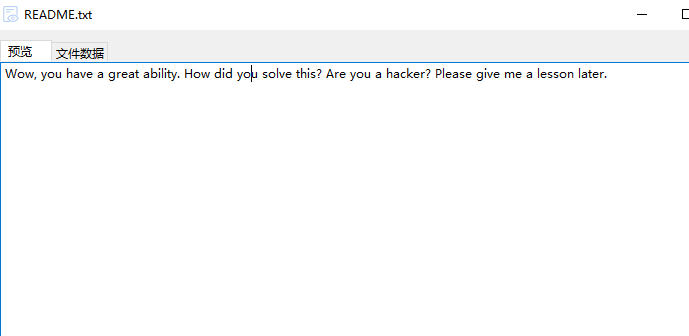 README.txt
预览 文件数据
Wow, you have a great ability. How did you solve this? Are you a hacker? Please give me a lesson later.